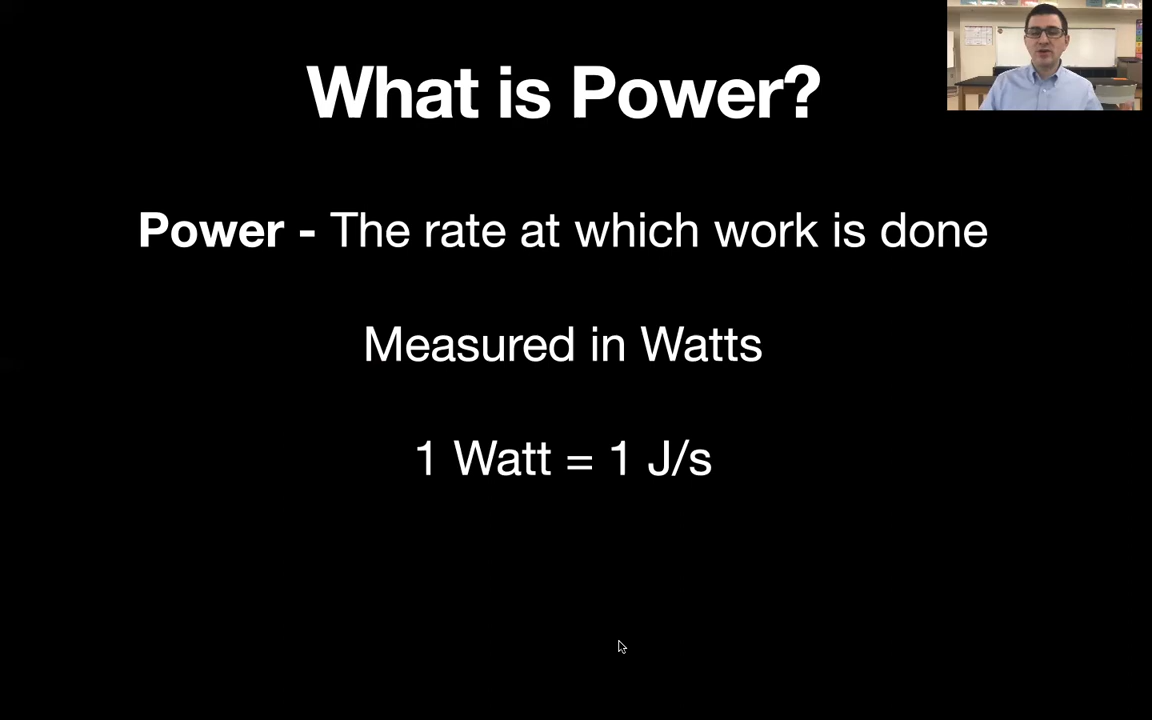 What is Power?
Power - The rate at which work is done
Measured in Watts
1 Watt = 1 J/s